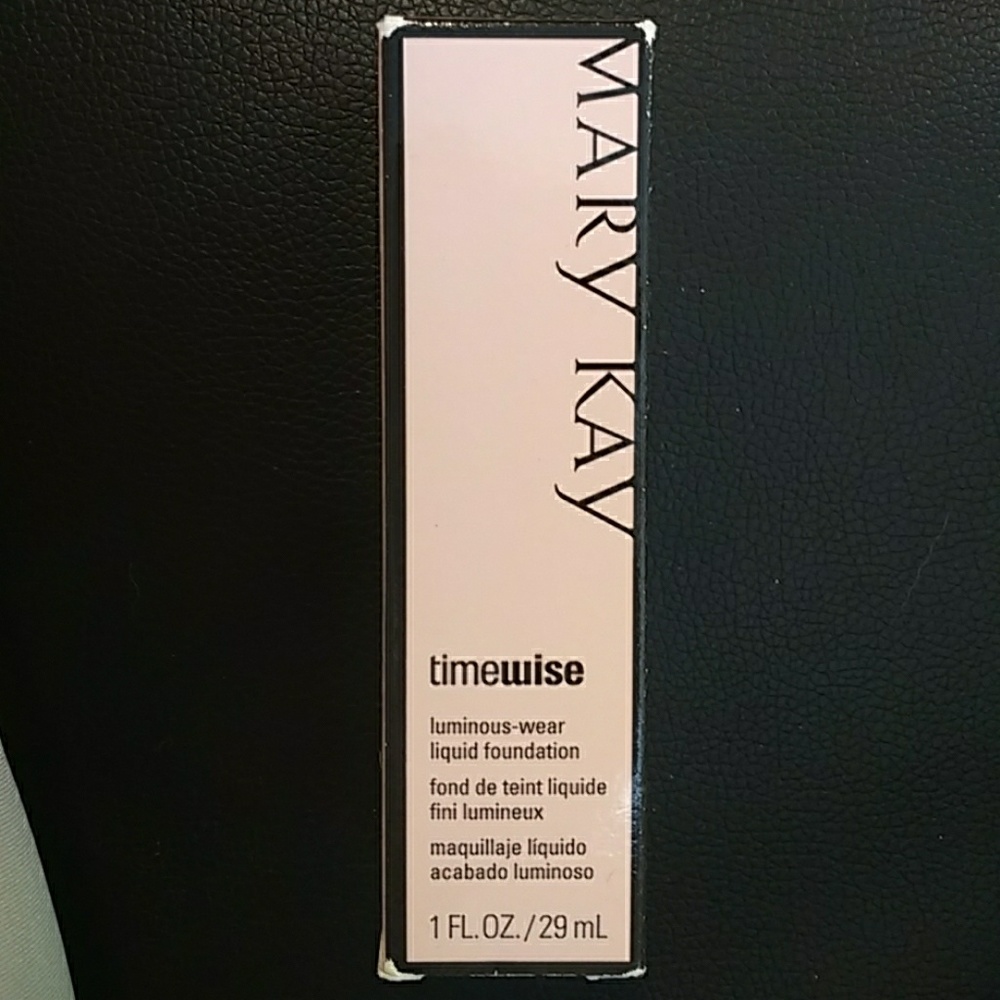 MARY KAY
timewise
luminous-wear
liquid foundation
fond de teint liquide
fini lumineux
maquillaje líquido
acabado luminoso
1 FL. OZ. / 29 mL